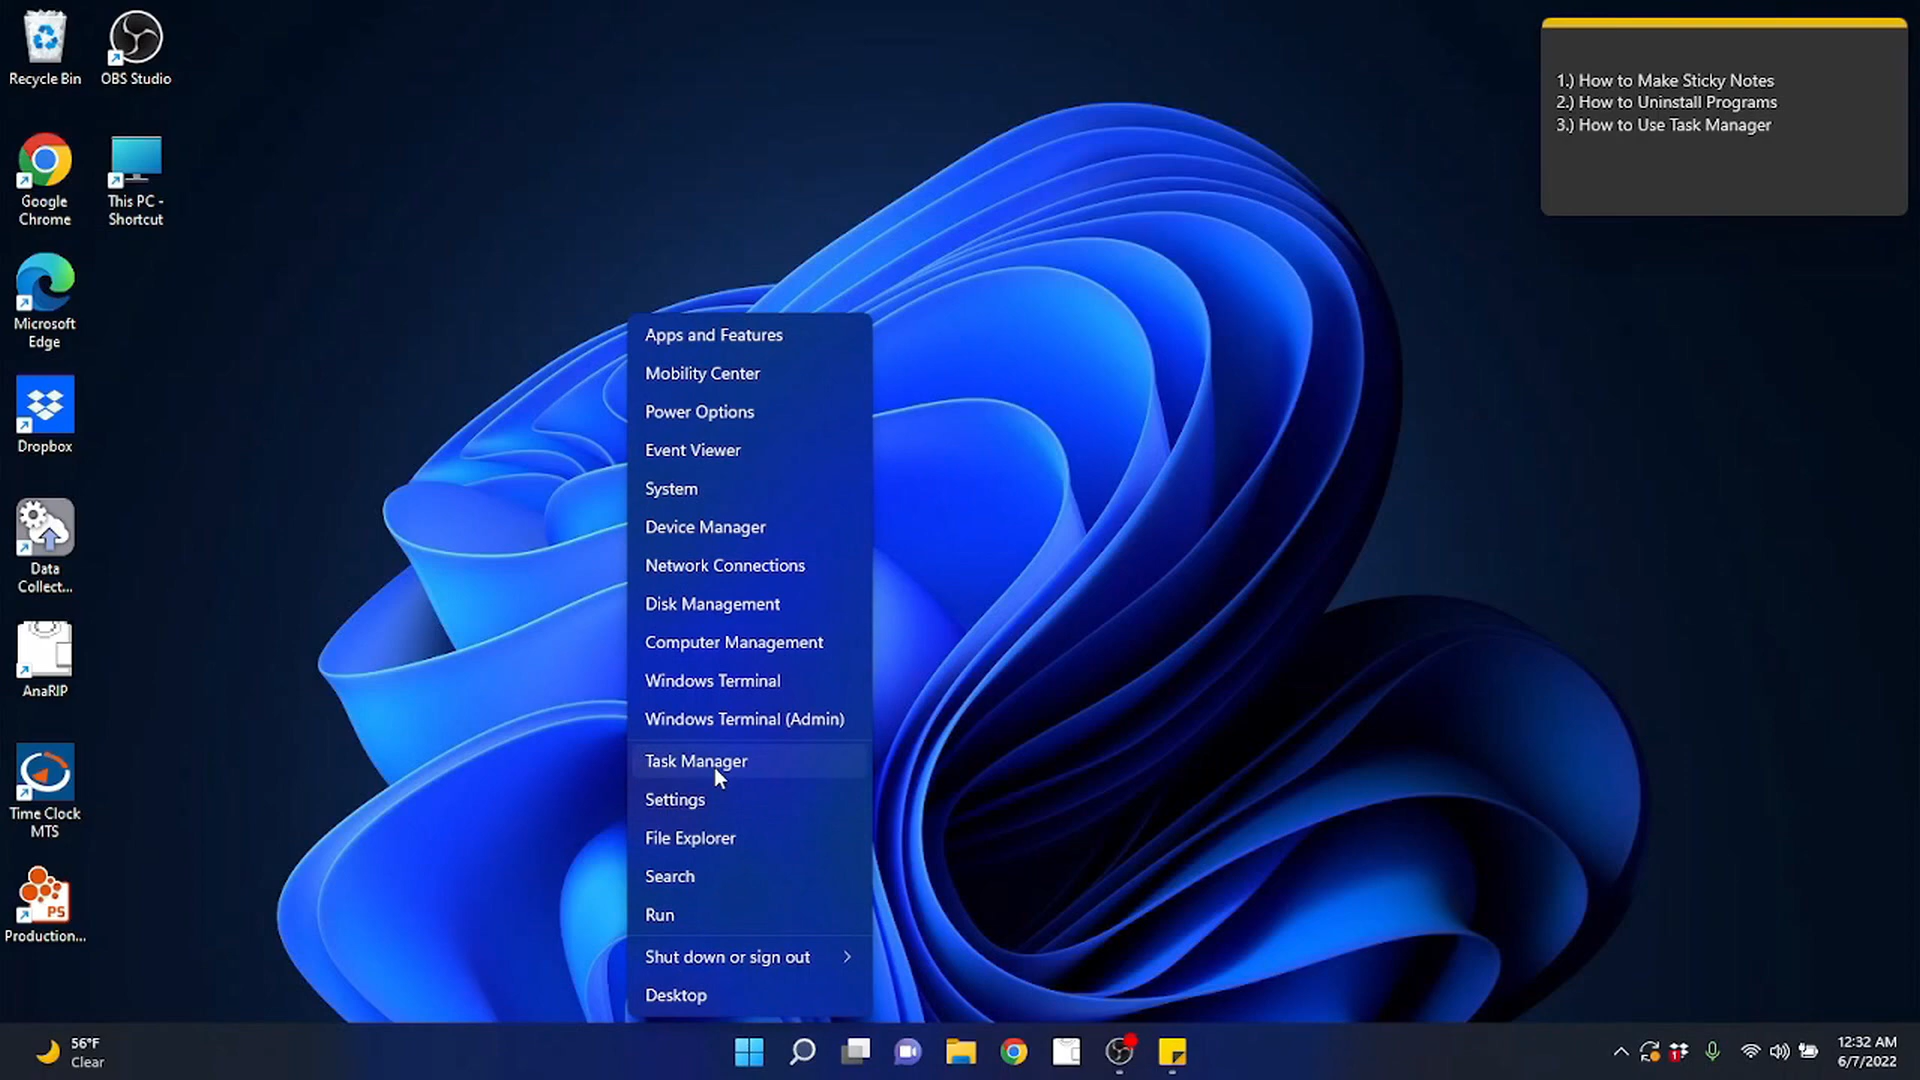 Recycle Bin
OBS Studio
Google
Chrome
This PC -
Shortcut
Microsoft
Edge
Dropbox
Data
Collect...
AnaRIP
Time Clock
MTS
PS
Production...
1.) How to Make Sticky Notes
2.) How to Uninstall Programs
3.) How to Use Task Manager
Apps and Features
Mobility Center
Power Options
Event Viewer
System
Device Manager
Network Connections
Disk Management
Computer Management
Windows Terminal
Windows Terminal (Admin)
Task Manager
Settings
File Explorer
Search
Run
Shut down or sign out
Desktop
56°F
Clear
1
12:32 AM
6/7/2022